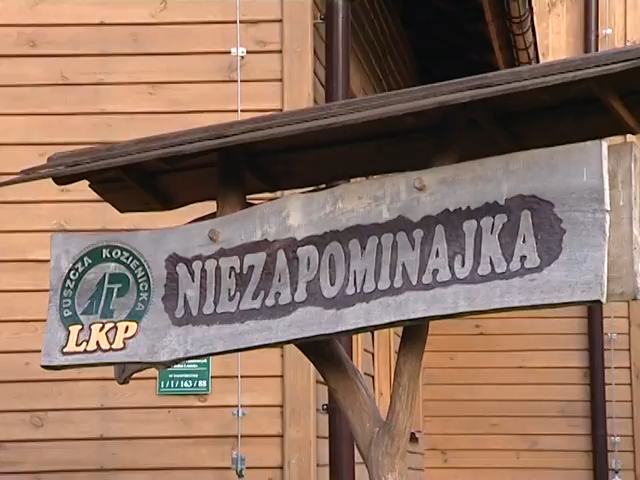 PUSZCZA KOZIENICKA
LKP
NIEZAPOMINAJKA
1 / 1 / 163 / 88